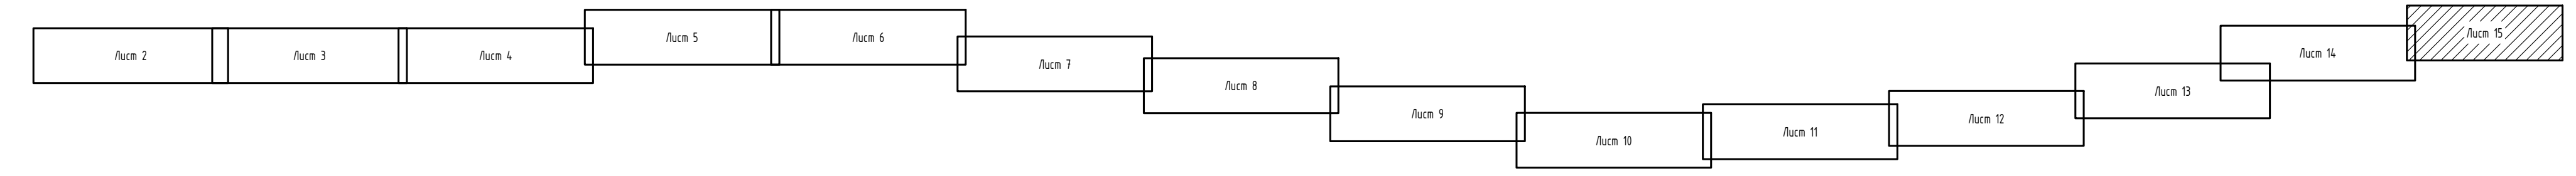 Лист 2
Лист 3
Лист 4
Лист 5
Лист 6
Лист 7
Лист 8
Лист 9
Лист 10
Лист 11
Лист 12
Лист 13
Лист 14
Лист 15